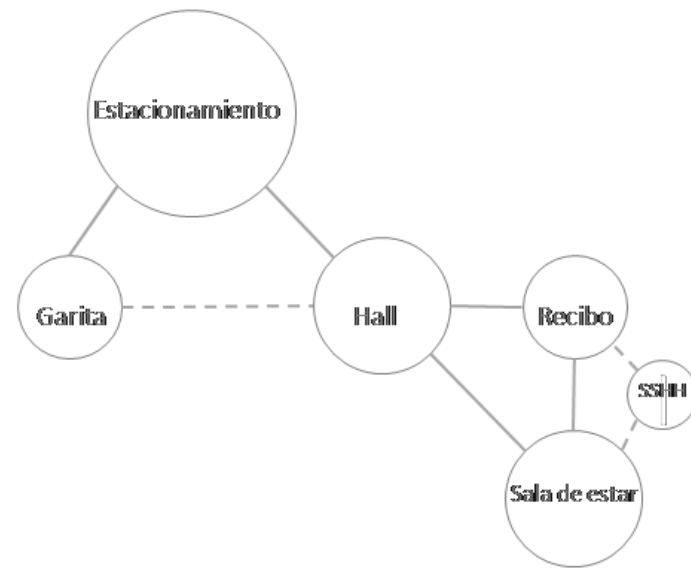 Estacionamiento
Garita
Hall
Recibo
SSHH
Sala de estar